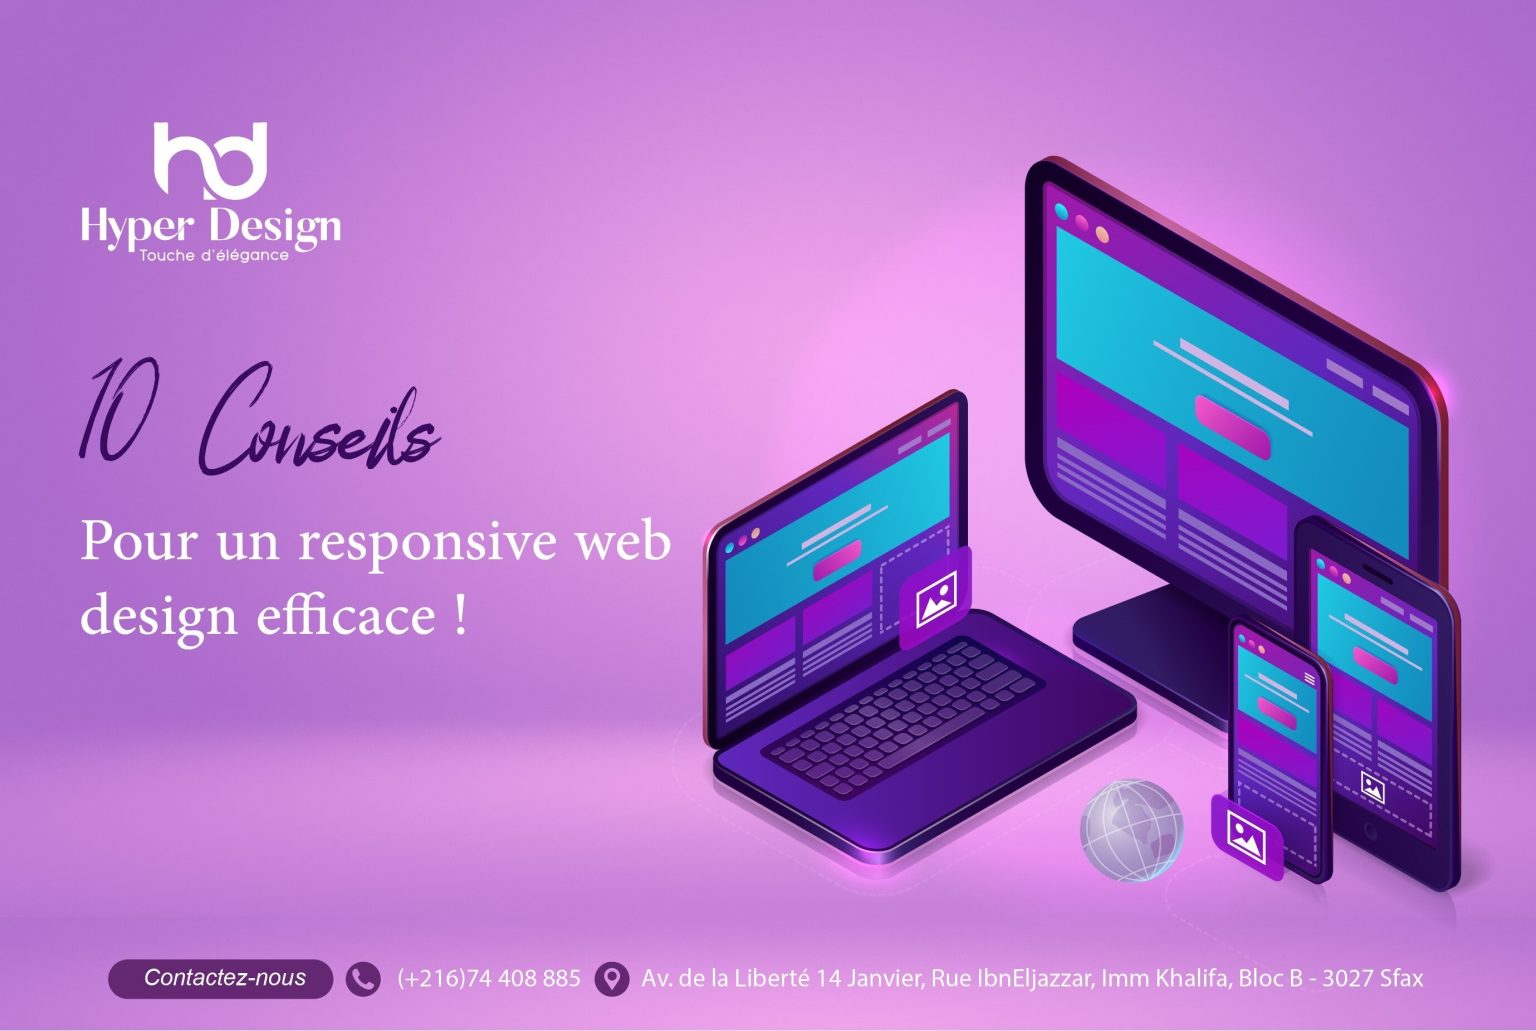 hd
Hyper Design
Touche d'élégance
10 Conseils
Pour un responsive web
design efficace !
Contactez-nous (+216)74 408 885 Av. de la Liberté 14 Janvier, Rue IbnEljazzar, Imm Khalifa, Bloc B - 3027 Sfax